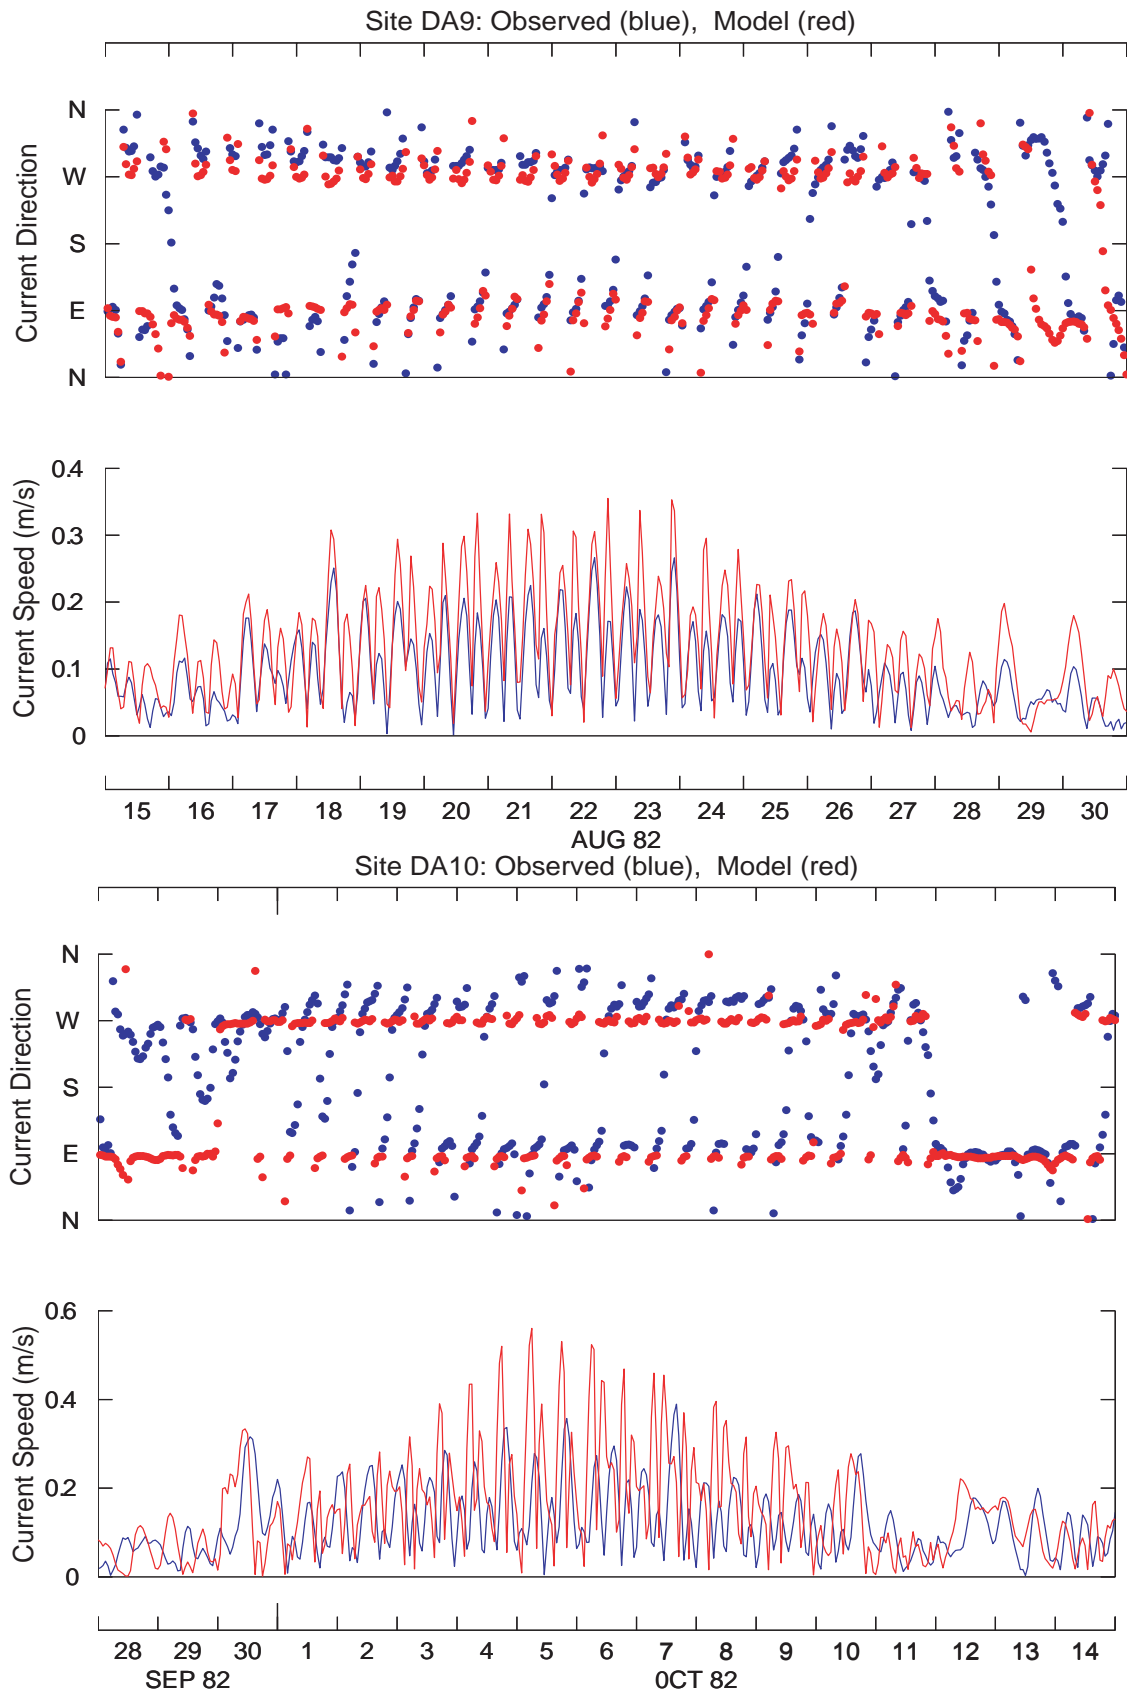 Site DA9: Observed (blue), Model (red)
N
W
S
E
N
Current Direction
0.4
0.3
0.2
0.1
0
Current Speed (m/s)
15 16 17 18 19 20 21 22 23 24 25 26 27 28 29 30
AUG 82
Site DA10: Observed (blue), Model (red)
N
W
S
E
N
Current Direction
0.6
0.4
0.2
0
Current Speed (m/s)
28 29 30 1 2 3 4 5 6 7 8 9 10 11 12 13 14
SEP 82 0CT 82